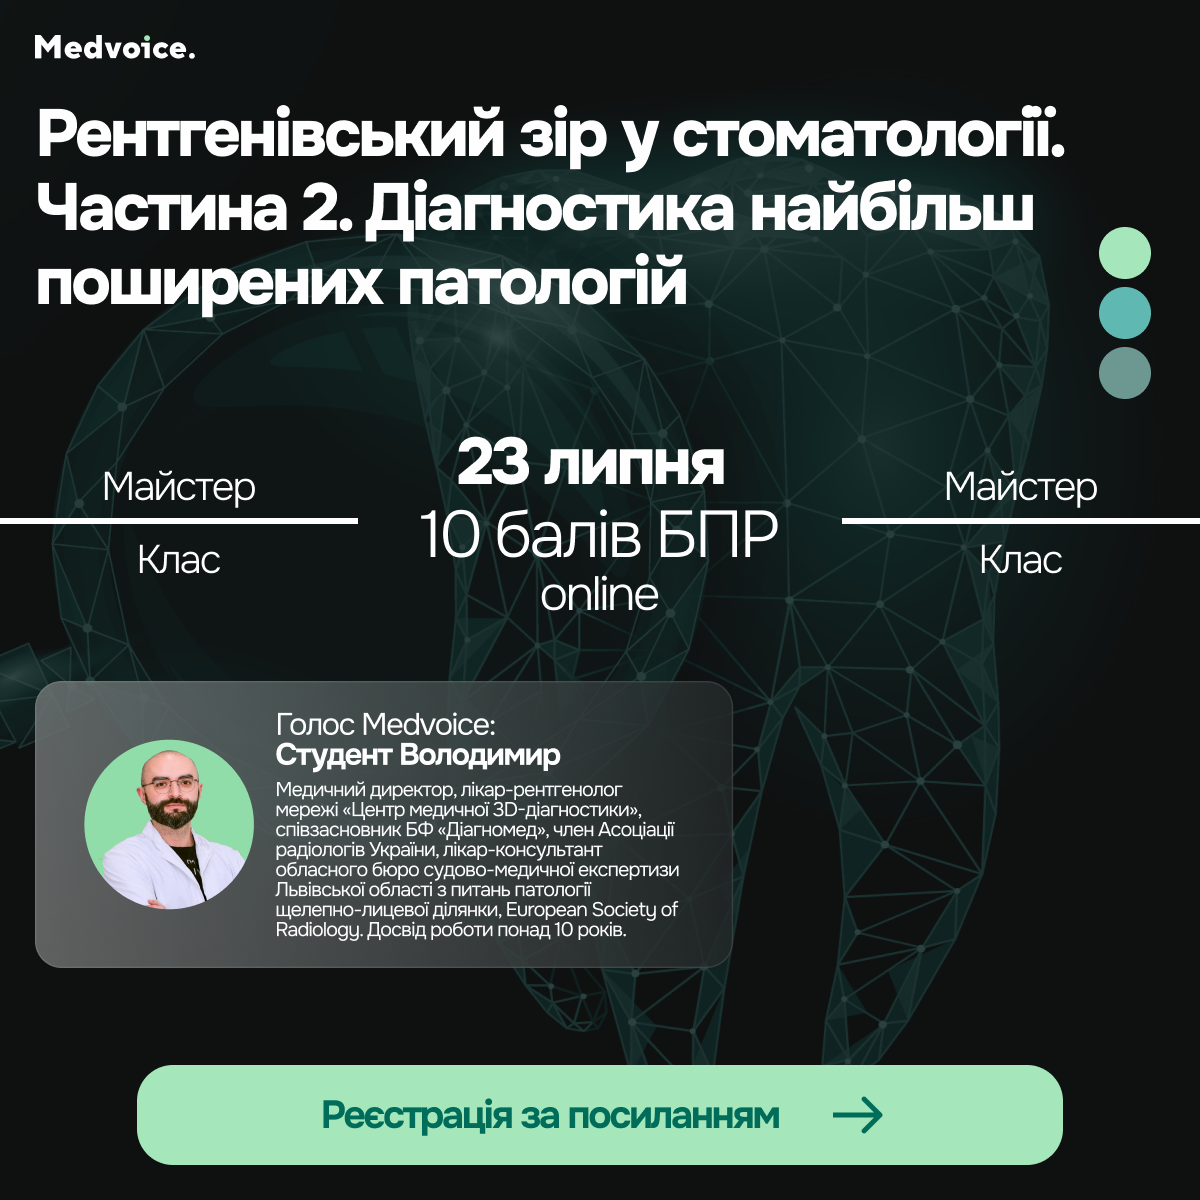 Medvoice.
Рентгенівський зір у стоматології.
Частина 2. Діагностика найбільш
поширених патологій
23 липня
10 балів БПР
online
Майстер
Клас
Майстер
Клас
Голос Medvoice:
Студент Володимир
Медичний директор, лікар-рентгенолог
мережі «Центр медичної 3D-діагностики»,
співзасновник БФ «Діагномед», член Асоціації
радіологів України, лікар-консультант
обласного бюро судово-медичної експертизи
Львівської області з питань патології
щелепно-лицевої ділянки, European Society of
Radiology. Досвід роботи понад 10 років.
Реєстрація за посиланням